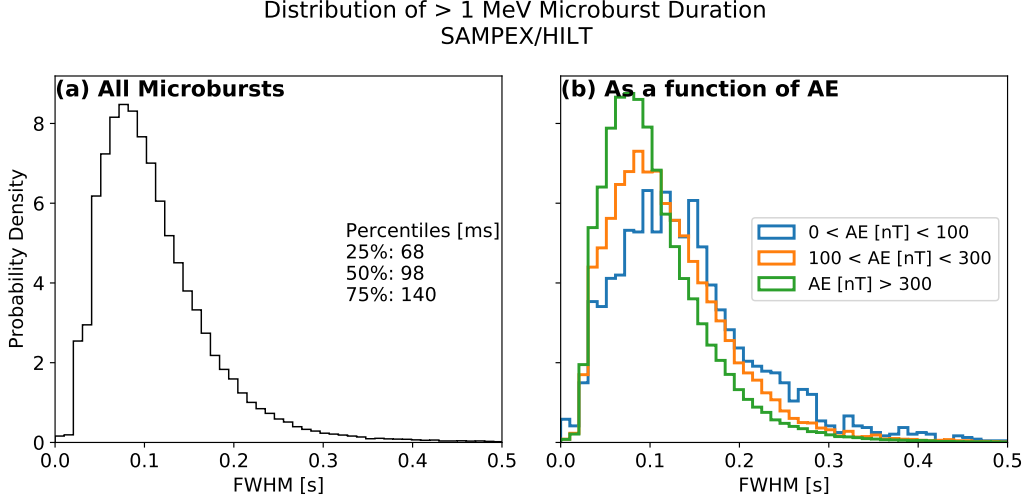 Distribution of > 1 MeV Microburst Duration
SAMPEX/HILT
(a) All Microbursts
Probability Density
8
6
4
2
0
Percentiles [ms]
25%: 68
50%: 98
75%: 140
0.0 0.1 0.2 0.3 0.4 0.5
FWHM [s]
(b) As a function of AE
0 < AE [nT] < 100
100 < AE [nT] < 300
AE [nT] > 300
0.0 0.1 0.2 0.3 0.4 0.5
FWHM [s]